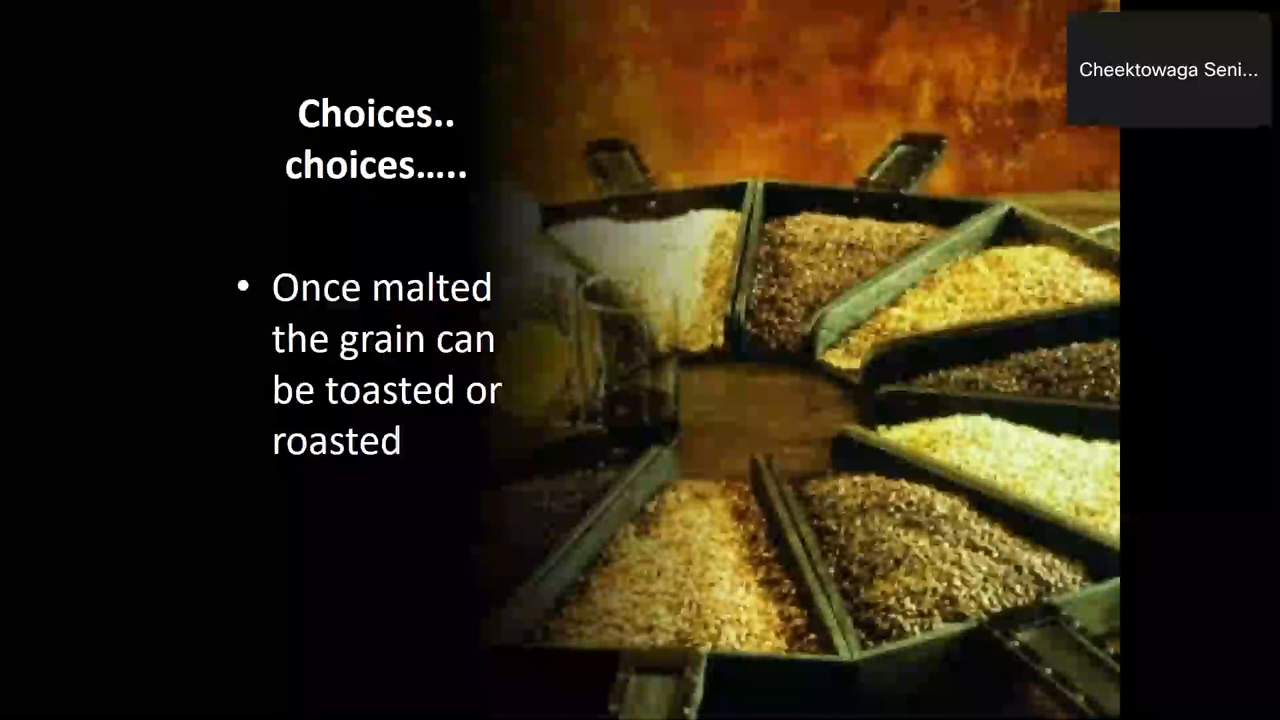 Cheektowaga Seni...
Choices..
choices.....
• Once malted
the grain can
be toasted or
roasted